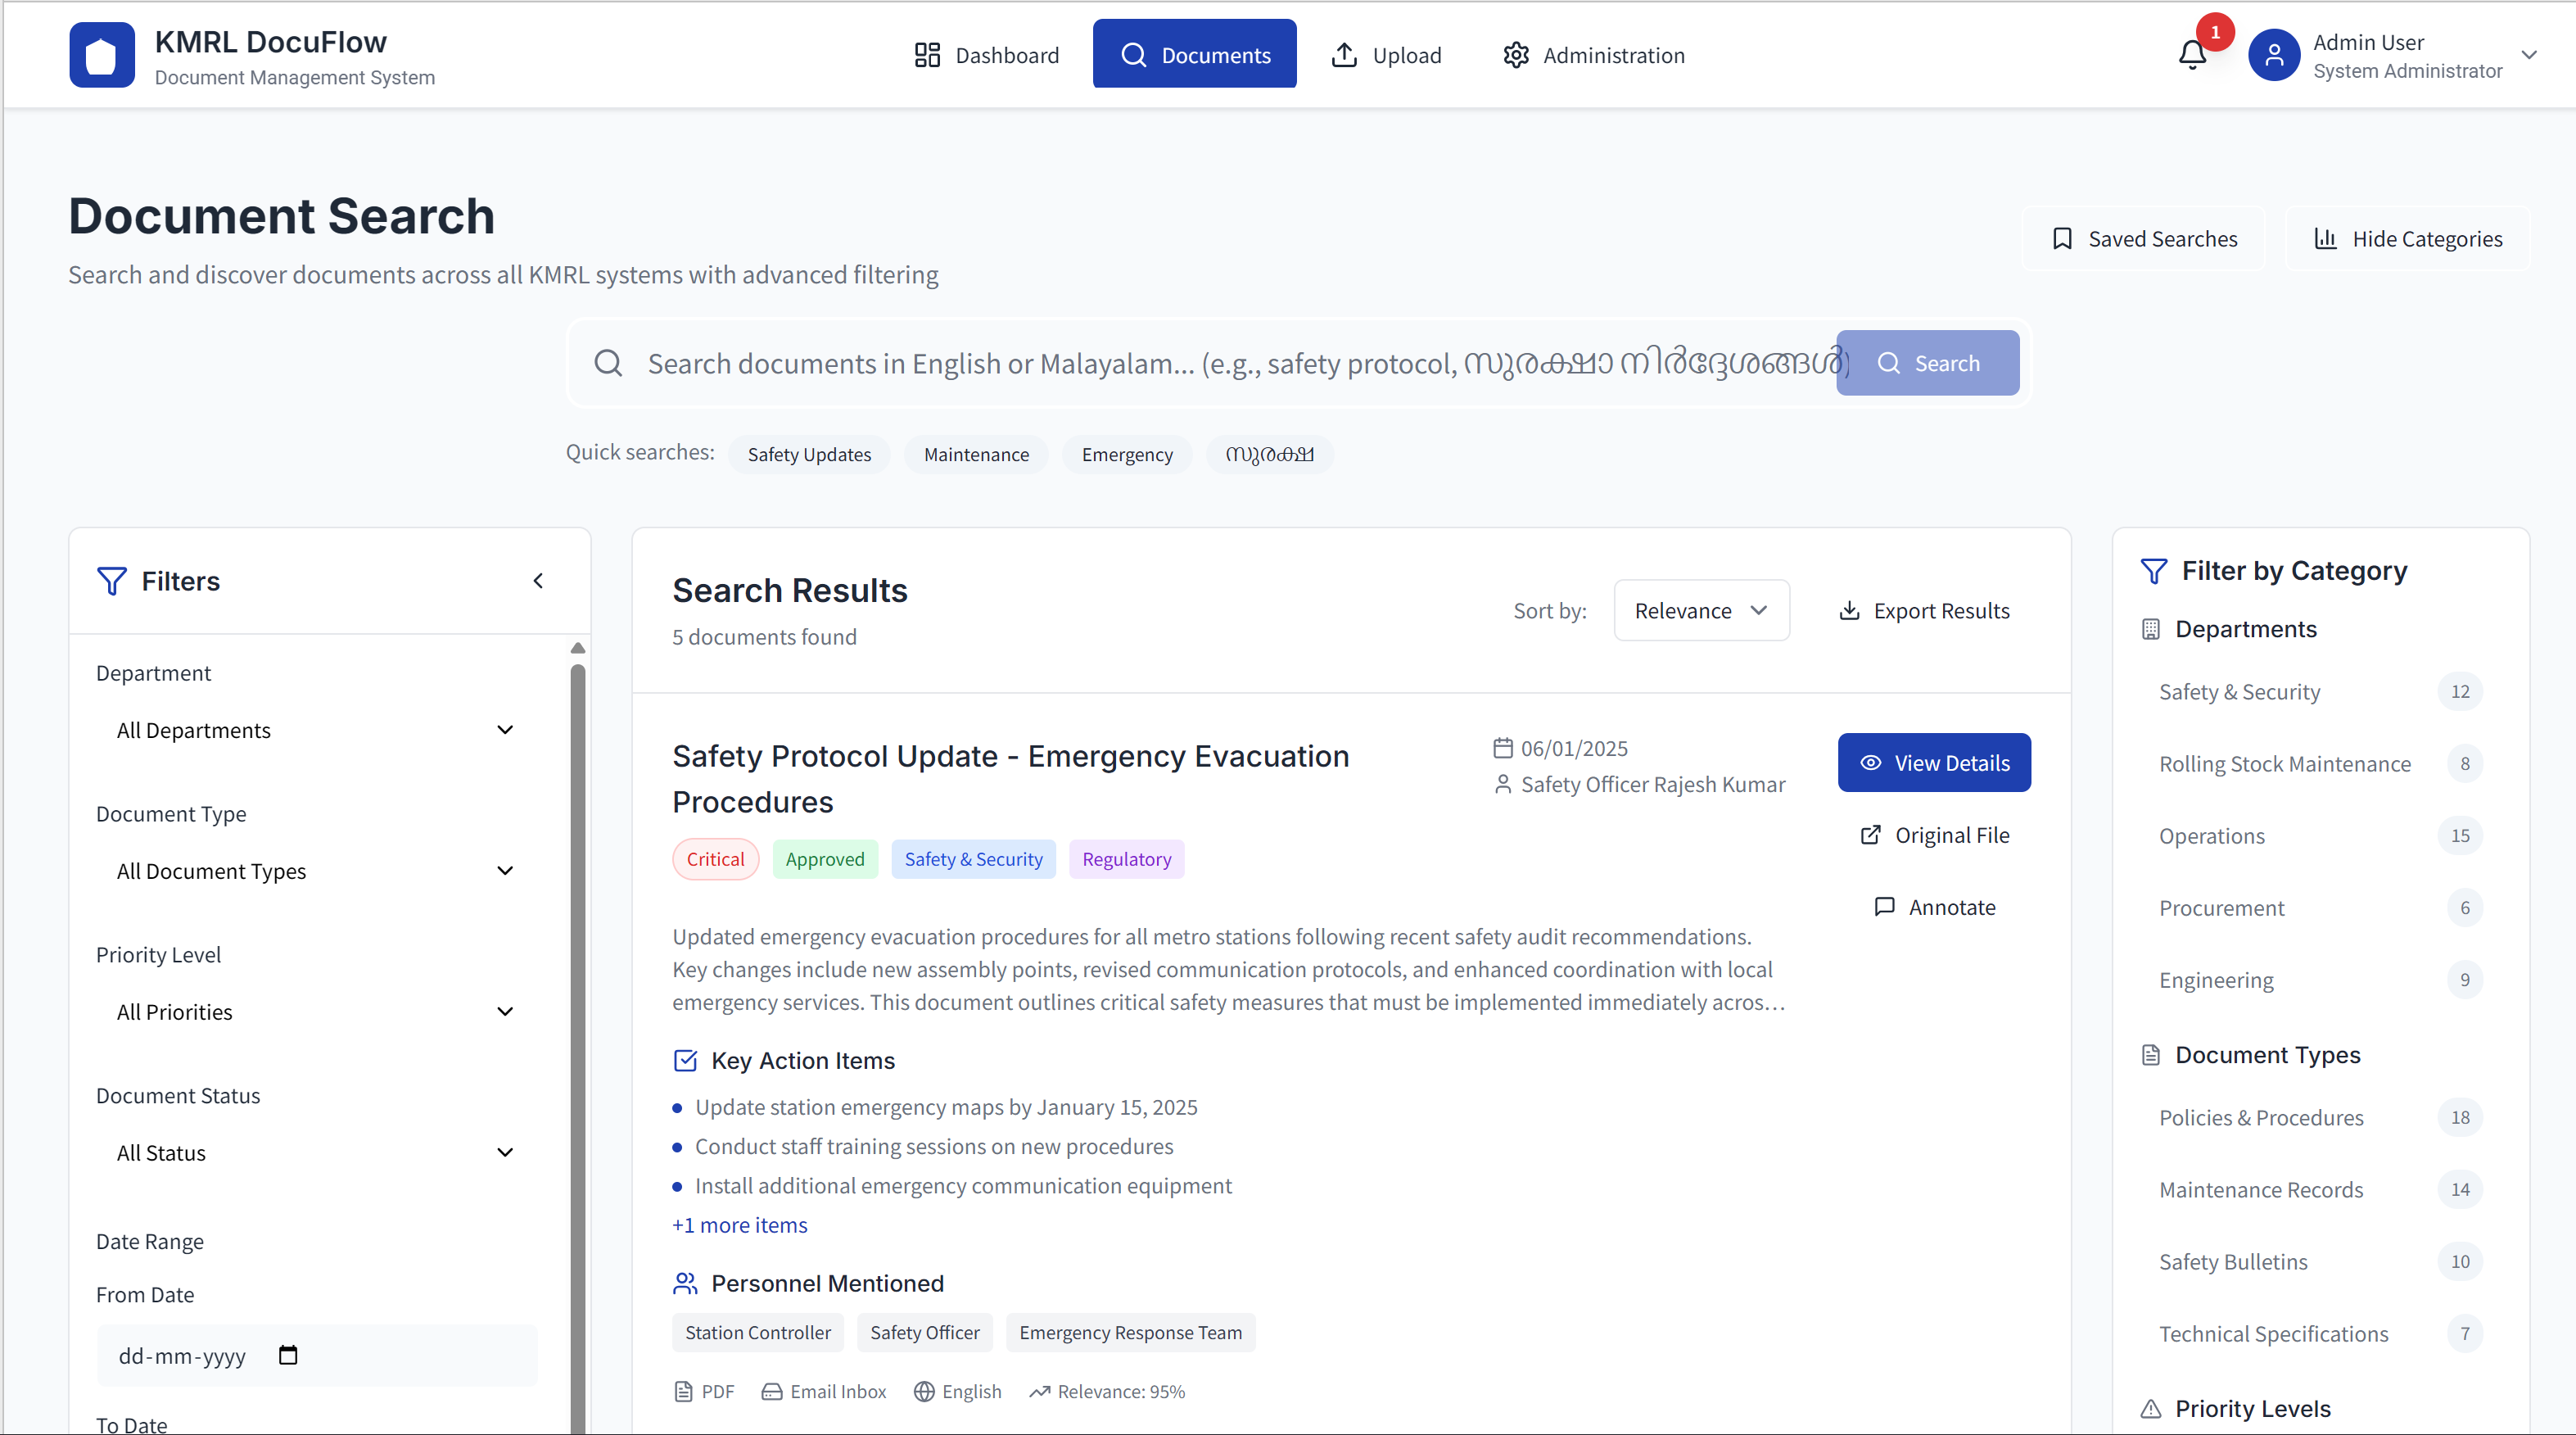 KMRL DocuFlow
Document Management System
Dashboard
Documents
Upload
Administration
1
Admin User
System Administrator
Document Search
Search and discover documents across all KMRL systems with advanced filtering
Saved Searches
Hide Categories
Search documents in English or Malayalam... (e.g., safety protocol, സുരക്ഷാ നിർദ്ദേശങ്ങൾ)
Search
Quick searches:
Safety Updates
Maintenance
Emergency
സുരക്ഷ
Filters
Department
All Departments
Document Type
All Document Types
Priority Level
All Priorities
Document Status
All Status
Date Range
From Date
dd-mm-yyyy
To Date
Search Results
5 documents found
Sort by:
Relevance
Export Results
Safety Protocol Update - Emergency Evacuation
Procedures
06/01/2025
Safety Officer Rajesh Kumar
View Details
Original File
Annotate
Critical
Approved
Safety & Security
Regulatory
Updated emergency evacuation procedures for all metro stations following recent safety audit recommendations.
Key changes include new assembly points, revised communication protocols, and enhanced coordination with local
emergency services. This document outlines critical safety measures that must be implemented immediately acros…
Key Action Items
Update station emergency maps by January 15, 2025
Conduct staff training sessions on new procedures
Install additional emergency communication equipment
+1 more items
Personnel Mentioned
Station Controller
Safety Officer
Emergency Response Team
PDF
Email Inbox
English
Relevance: 95%
Filter by Category
Departments
Safety & Security 12
Rolling Stock Maintenance 8
Operations 15
Procurement 6
Engineering 9
Document Types
Policies & Procedures 18
Maintenance Records 14
Safety Bulletins 10
Technical Specifications 7
Priority Levels